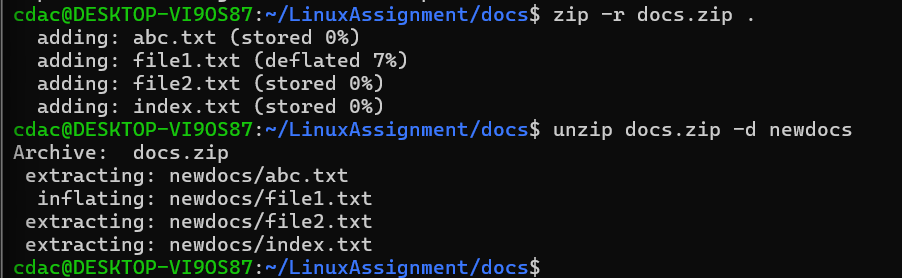 cdac@DESKTOP-VI9OS87:~/LinuxAssignment/docs$ zip -r docs.zip .
  adding: abc.txt (stored 0%)
  adding: file1.txt (deflated 7%)
  adding: file2.txt (stored 0%)
  adding: index.txt (stored 0%)
cdac@DESKTOP-VI9OS87:~/LinuxAssignment/docs$ unzip docs.zip -d newdocs
Archive:  docs.zip
 extracting: newdocs/abc.txt
  inflating: newdocs/file1.txt
 extracting: newdocs/file2.txt
 extracting: newdocs/index.txt
cdac@DESKTOP-VI9OS87:~/LinuxAssignment/docs$